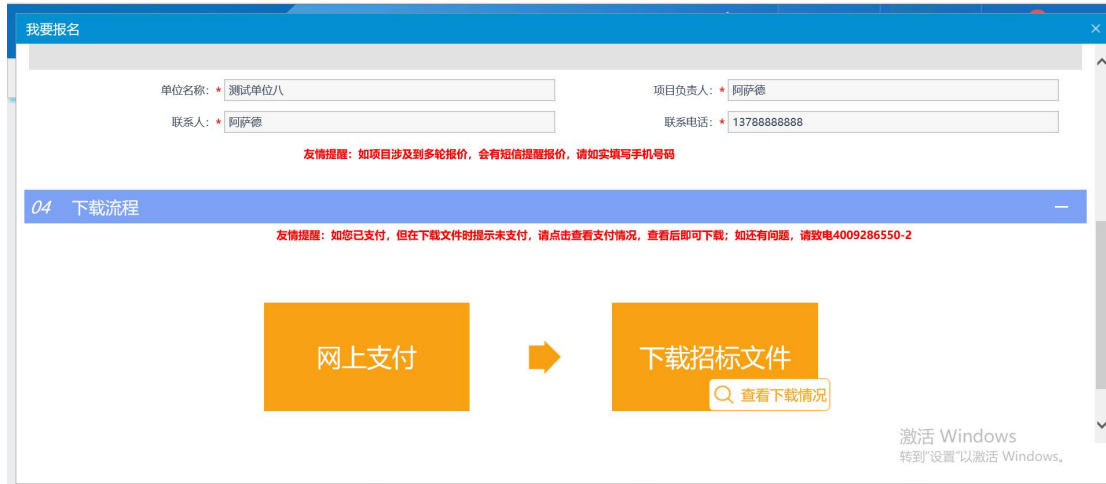 我要报名
单位名称：* 测试单位八 项目负责人：* 阿萨德
联系人：* 阿萨德 联系电话：* 13788888888
友情提醒：如项目涉及到多轮报价，会有短信提醒报价，请如实填写手机号码
04 下载流程
友情提醒：如您已支付，但在下载文件时提示未支付，请点击查看支付情况，查看后即可下载；如还有问题，请致电4009286550-2
网上支付 下载招标文件
查看下载情况
激活 Windows
转到"设置"以激活 Windows。